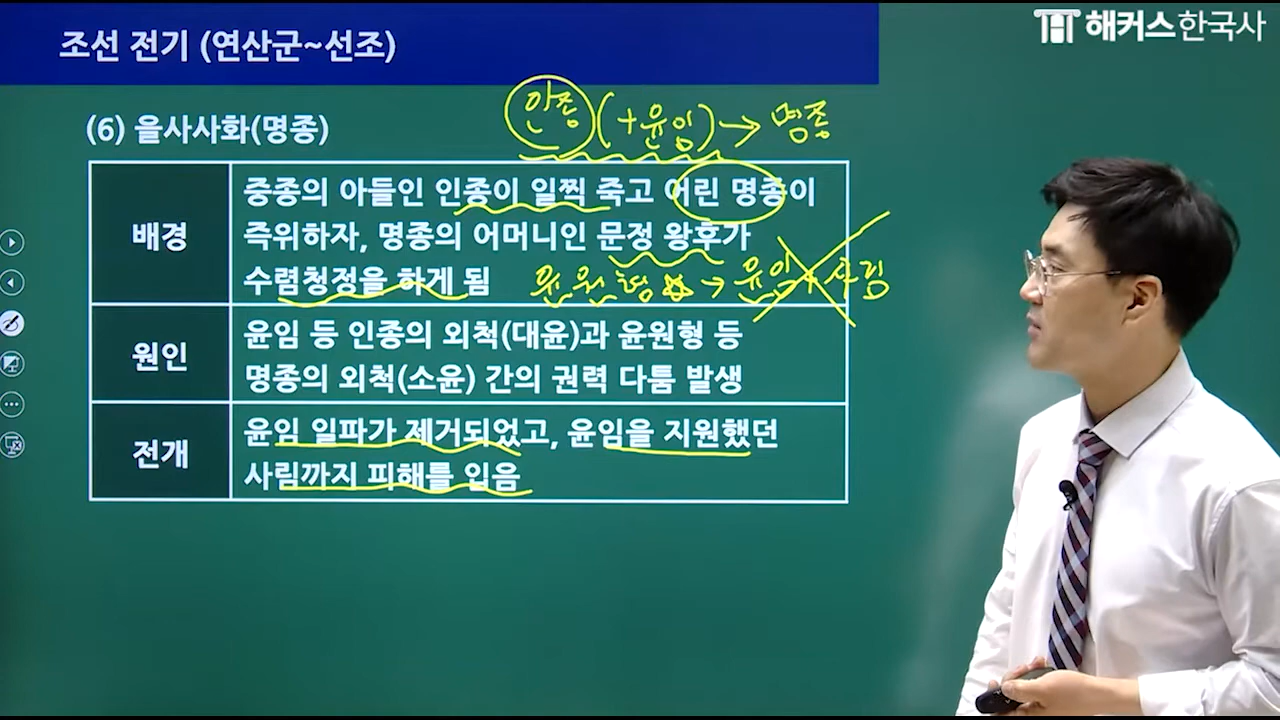 해커스한국사
조선 전기 (연산군~선조)
인종 (+윤임) → 명종
(6) 을사사화(명종)
배경
중종의 아들인 인종이 일찍 죽고 어린 명종이
즉위하자, 명종의 어머니인 문정 왕후가
수렴청정을 하게 됨
윤원형 → 윤임 + 사림
원인
윤임 등 인종의 외척(대윤)과 윤원형 등
명종의 외척(소윤) 간의 권력 다툼 발생
전개
윤임 일파가 제거되었고, 윤임을 지원했던
사림까지 피해를 입음